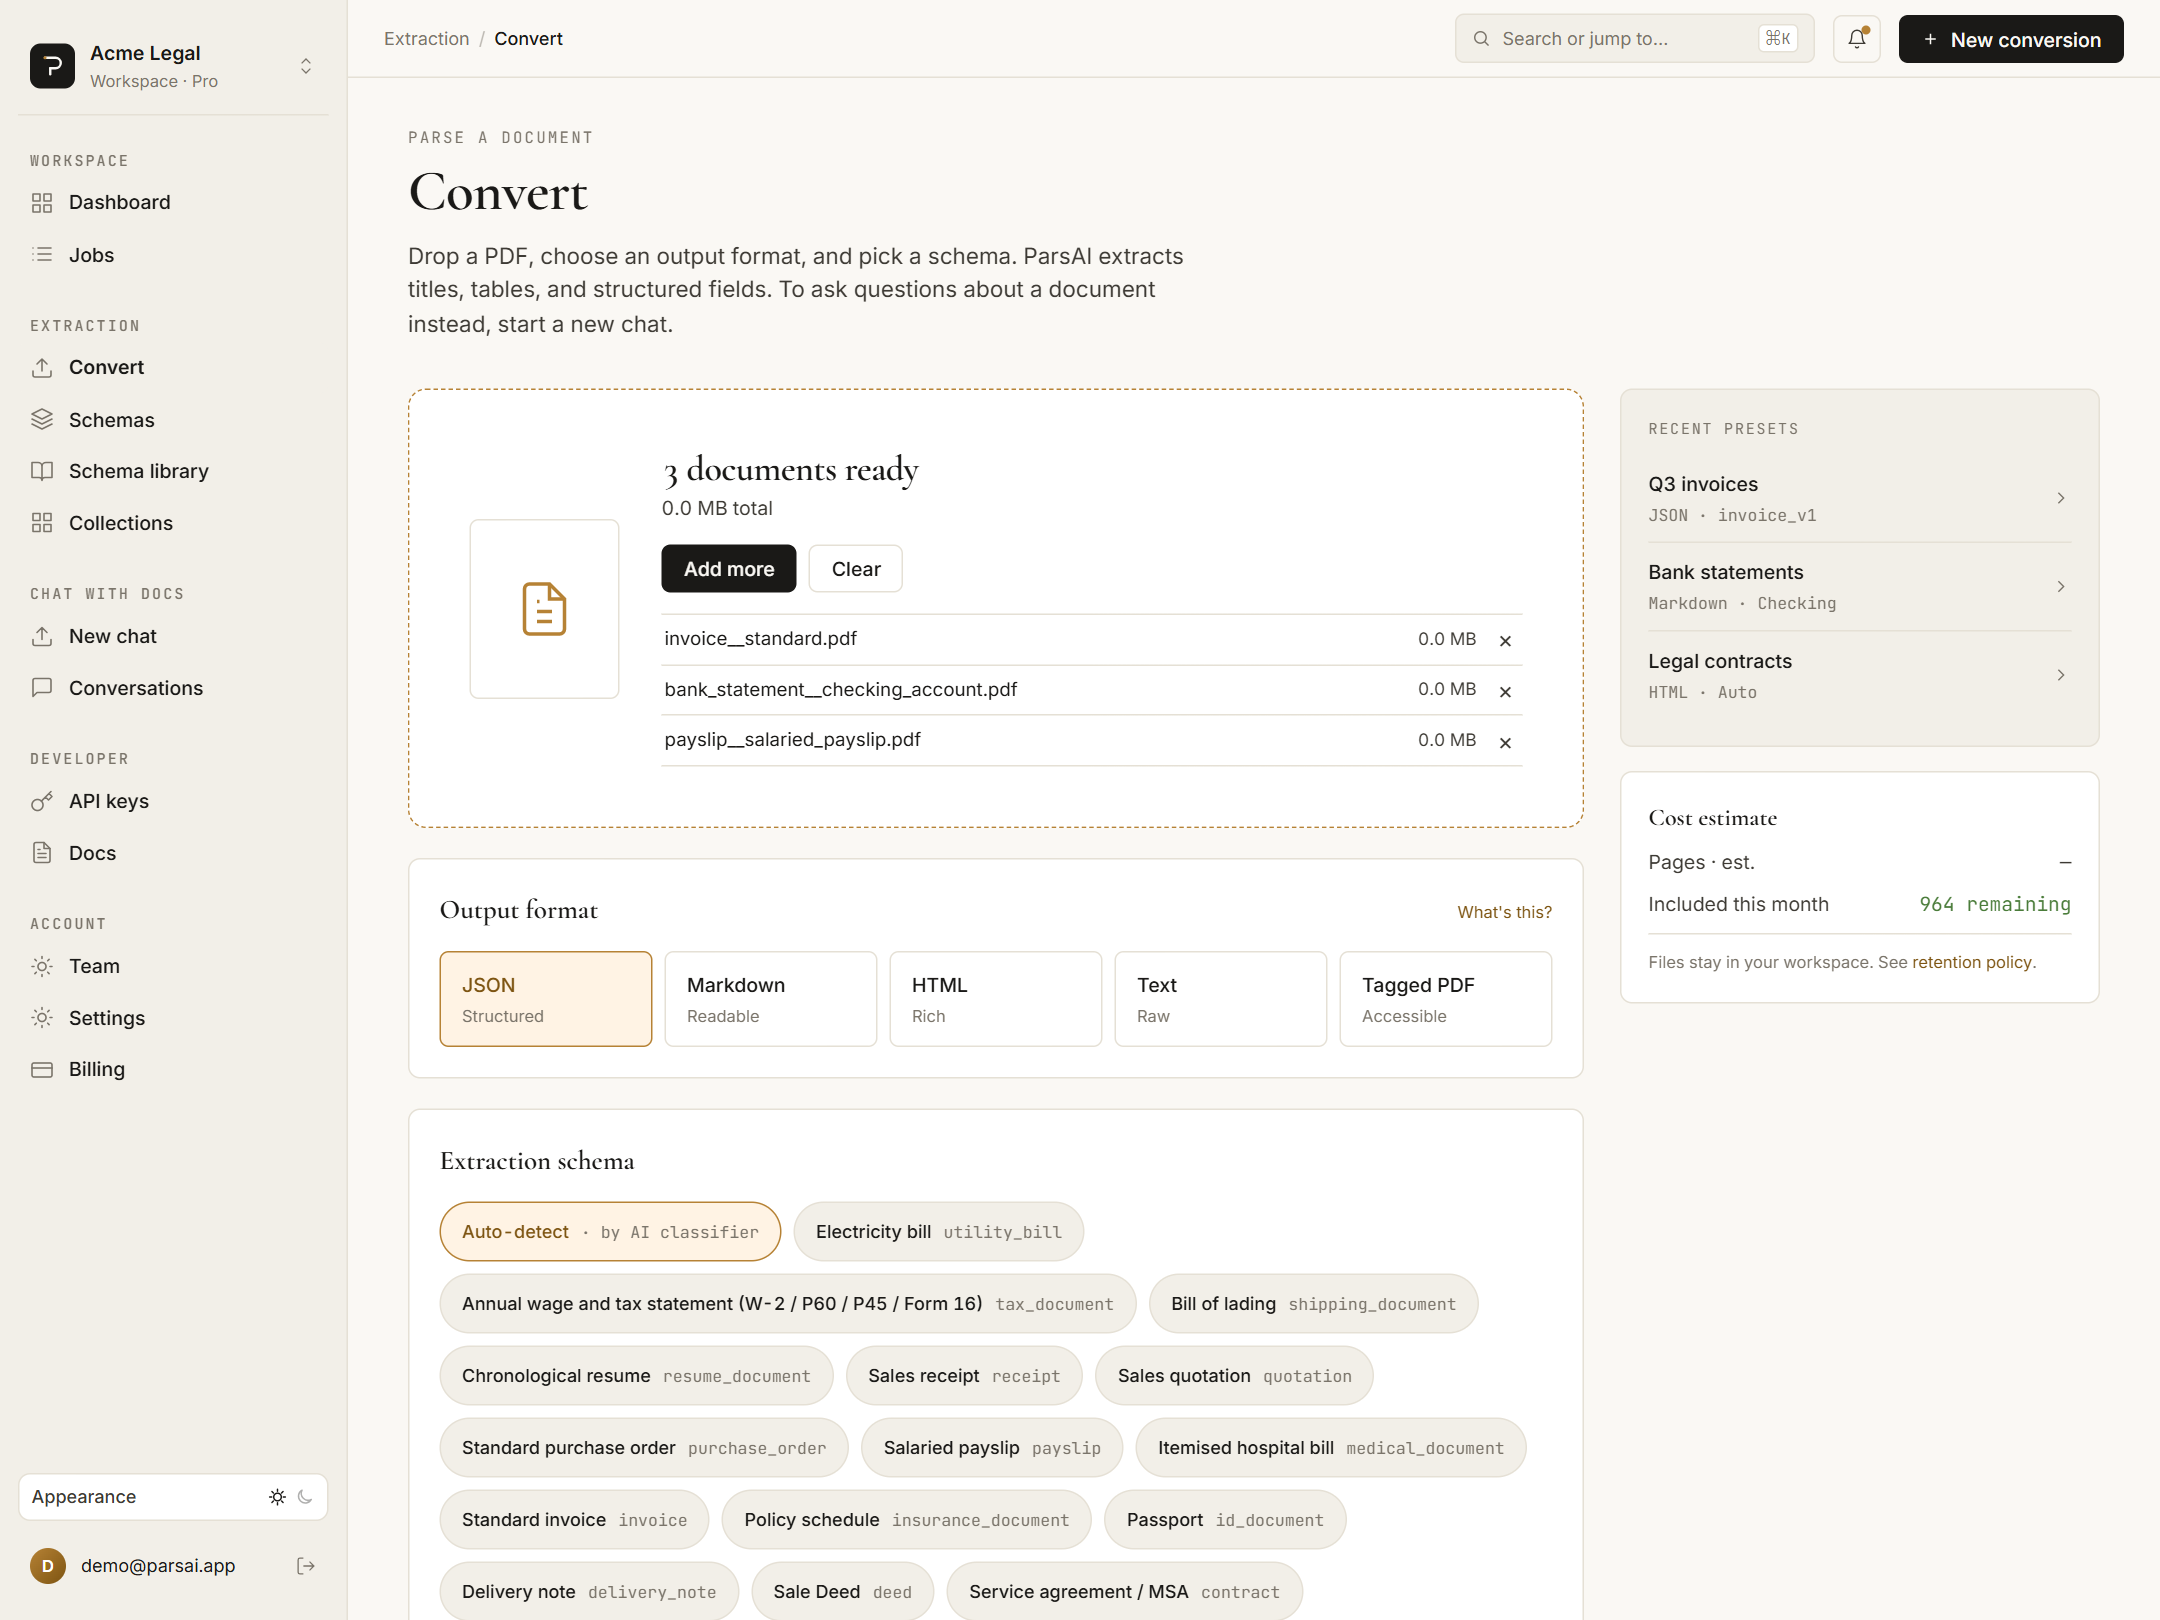 Acme Legal
Workspace · Pro
WORKSPACE
Dashboard
Jobs
EXTRACTION
Convert
Schemas
Schema library
Collections
CHAT WITH DOCS
New chat
Conversations
DEVELOPER
API keys
Docs
ACCOUNT
Team
Settings
Billing
Appearance
D demo@parsai.app
Extraction / Convert
Search or jump to... ⌘K
+ New conversion
PARSE A DOCUMENT
Convert
Drop a PDF, choose an output format, and pick a schema. ParsAI extracts
titles, tables, and structured fields. To ask questions about a document
instead, start a new chat.
3 documents ready
0.0 MB total
Add more Clear
invoice__standard.pdf 0.0 MB ×
bank_statement__checking_account.pdf 0.0 MB ×
payslip__salaried_payslip.pdf 0.0 MB ×
Output format What's this?
JSON Markdown HTML Text Tagged PDF
Structured Readable Rich Raw Accessible
Extraction schema
Auto-detect · by AI classifier Electricity bill utility_bill
Annual wage and tax statement (W-2 / P60 / P45 / Form 16) tax_document Bill of lading shipping_document
Chronological resume resume_document Sales receipt receipt Sales quotation quotation
Standard purchase order purchase_order Salaried payslip payslip Itemised hospital bill medical_document
Standard invoice invoice Policy schedule insurance_document Passport id_document
Delivery note delivery_note Sale Deed deed Service agreement / MSA contract
RECENT PRESETS
Q3 invoices
JSON · invoice_v1
Bank statements
Markdown · Checking
Legal contracts
HTML · Auto
Cost estimate
Pages · est. —
Included this month 964 remaining
Files stay in your workspace. See retention policy.